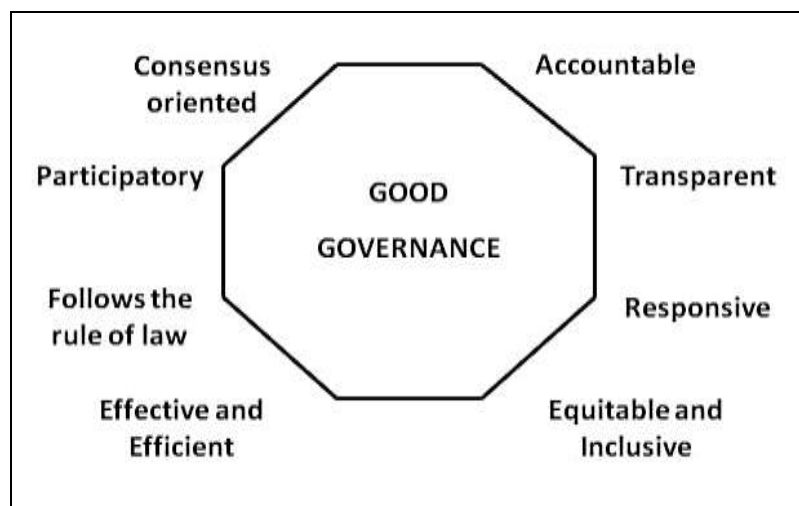 Consensus
oriented
Accountable
Participatory
Transparent
GOOD
GOVERNANCE
Follows the
rule of law
Responsive
Effective and
Efficient
Equitable and
Inclusive